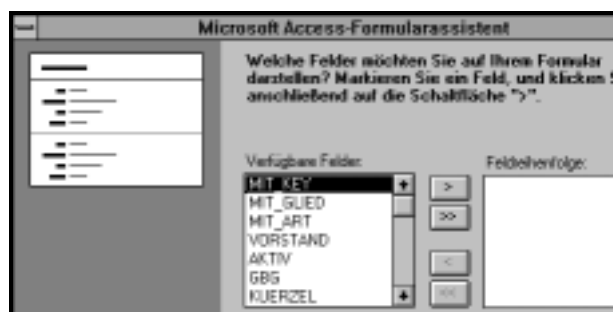 Microsoft Access-Formularassistent
Welche Felder möchten Sie auf Ihrem Formular
darstellen? Markieren Sie ein Feld, und klicken S
anschließend auf die Schaltfläche ">".
Verfügbare Felder:
Feldreihenfolge:
MIT_KEY
MIT_GLIED
MIT_ART
VORSTAND
AKTIV
GBG
KUERZEL
>
>>
<
<<